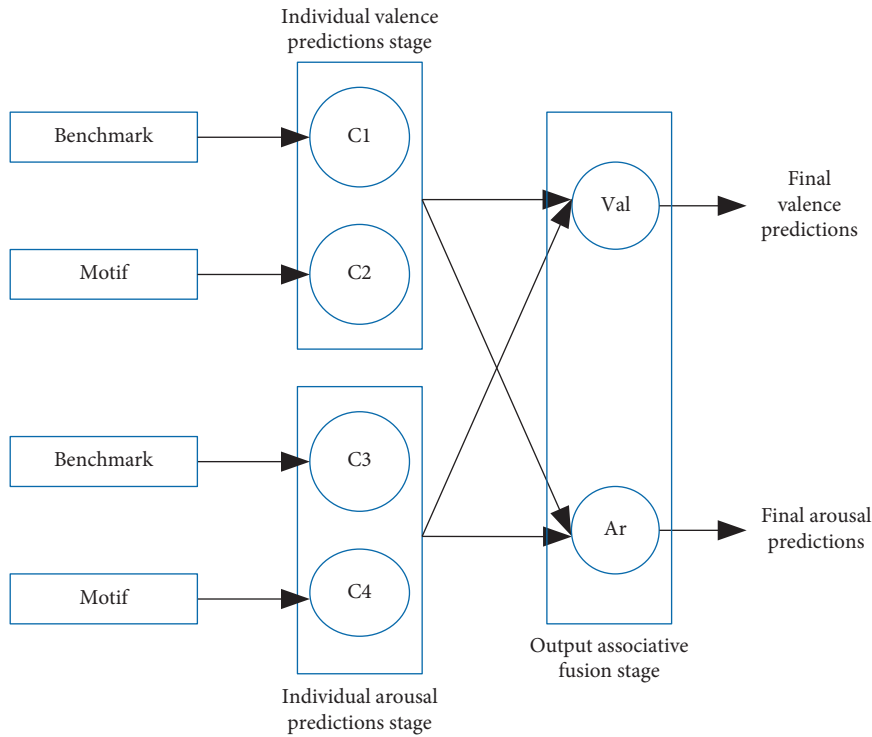 Individual valence
predictions stage
Benchmark
C1
Motif
C2
Val
Final
valence
predictions
Benchmark
C3
Motif
C4
Ar
Final arousal
predictions
Individual arousal
predictions stage
Output associative
fusion stage